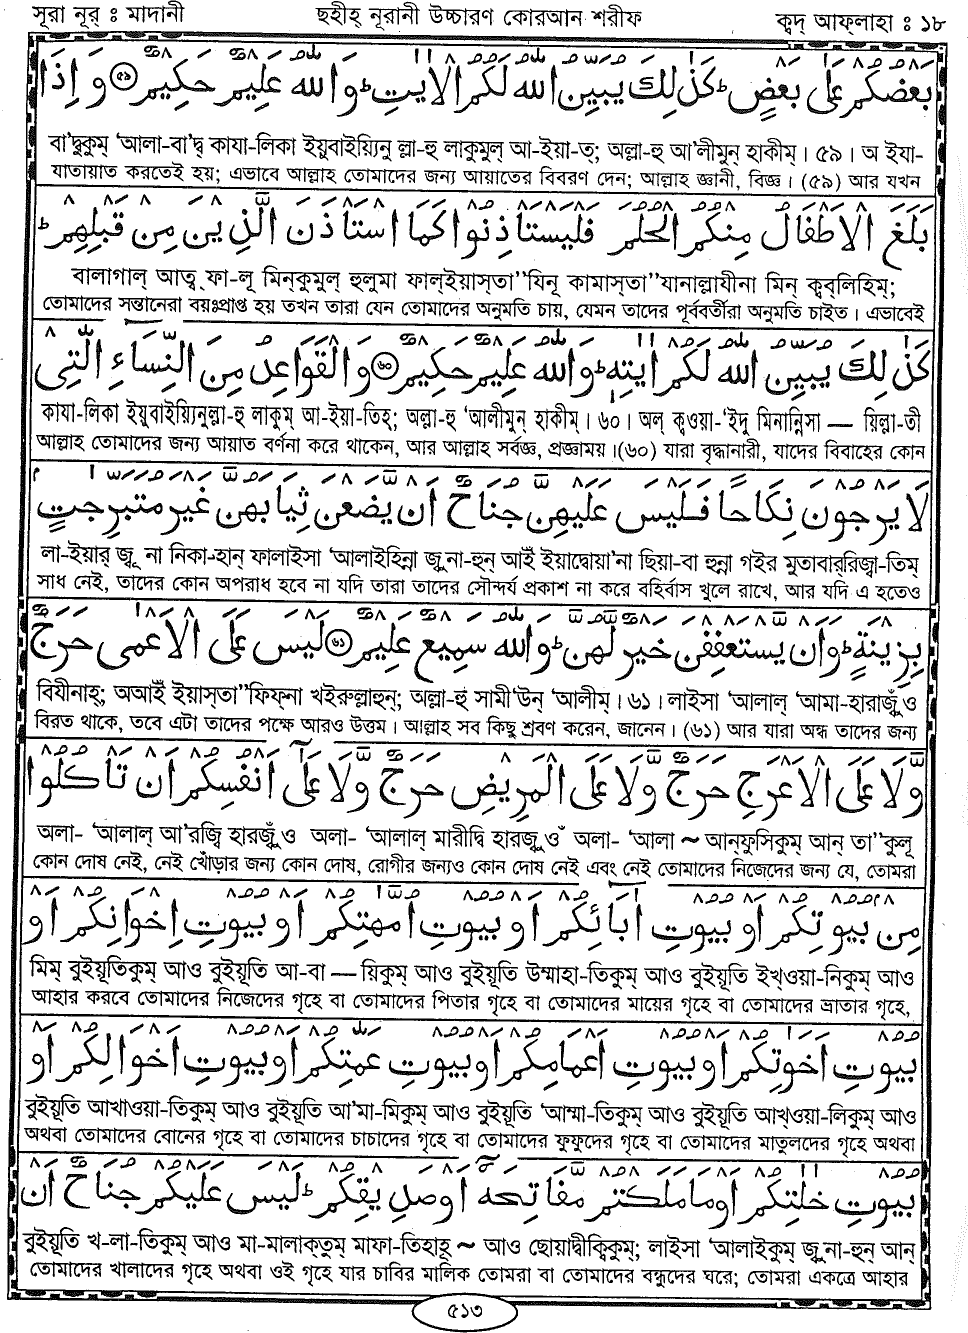 সূরা নূর্ ঃ মাদানী
ছহীহ্ নূরানী উচ্চারণ কোরআন শরীফ
ক্বদ্ আফ্লাহা ঃ ১৮
بَعْضُكُمْ عَلٰى بَعْضٍ ؕ كَذٰلِكَ يُبَيِّنُ اللّٰهُ لَكُمُ الْاٰيٰتِ ؕ وَاللّٰهُ عَلِيْمٌ حَكِيْمٌ ﴿٥٨﴾ وَ اِذَا
বা'দুকুম্ ‘আলা-বা'দ্ব্ কাযা-লিকা ইয়ুবাইয়্যিনু ল্লা-হু লাকুমুল্ আ-ইয়া-ত্; অল্লা-হু আ'লীমুন্ হাকীম্। ৫৯। অ ইযা-
যাতায়াত করতেই হয়; এভাবে আল্লাহ তোমাদের জন্য আয়াতের বিবরণ দেন; আল্লাহ জ্ঞানী, বিজ্ঞ। (৫৯) আর যখন
بَلَغَ الْاَطْفَالُ مِنْكُمُ الْحُلُمَ فَلْيَسْتَاْذِنُوْا كَمَا اسْتَاْذَنَ الَّذِيْنَ مِنْ قَبْلِهِمْ ؕ
বালাগাল্ আত্ব্ ফা-লূ মিন্কুমুল্ হুলুমা ফাল্ইয়াস্তা”যিনূ কামাস্তা”যানাল্লাযীনা মিন্ ক্বব্লিহিম্;
তোমাদের সন্তানেরা বয়ঃপ্রাপ্ত হয় তখন তারা যেন তোমাদের অনুমতি চায়, যেমন তাদের পূর্ববর্তীরা অনুমতি চাইত। এভাবেই
كَذٰلِكَ يُبَيِّنُ اللّٰهُ لَكُمْ اٰيٰتِهٖ ؕ وَاللّٰهُ عَلِيْمٌ حَكِيْمٌ ﴿٦٠﴾ وَالْقَوَاعِدُ مِنَ النِّسَاءِ الّٰتِيْ
কাযা-লিকা ইয়ুবাইয়্যিনুল্লা-হু লাকুম্ আ-ইয়া-তিহ্; অল্লা-হু ‘আলীমুন্ হাকীম্। ৬০। অল্ ক্বওয়া-‘ইদু মিনান্নিসা — য়িল্লা-তী
আল্লাহ তোমাদের জন্য আয়াত বর্ণনা করে থাকেন, আর আল্লাহ সর্বজ্ঞ, প্রজ্ঞাময়।(৬০) যারা বৃদ্ধানারী, যাদের বিবাহের কোন
لَا يَرْجُوْنَ نِكَاحًا فَلَيْسَ عَلَيْهِنَّ جُنَاحٌ اَنْ يَّضَعْنَ ثِيَابَهُنَّ غَيْرَ مُتَبَرِّجٰتٍ
লা-ইয়ার্ জ্বূ না নিকা-হান্ ফালাইসা ‘আলাইহিন্না জ্বুনা-হুন্ আইঁ ইয়াদ্বোয়া'না ছিয়া-বা হুন্না গইর মুতাবার্রিজ্বা-তিম্
সাধ নেই, তাদের কোন অপরাধ হবে না যদি তারা তাদের সৌন্দর্য প্রকাশ না করে বহির্বাস খুলে রাখে, আর যদি এ হতেও
بِزِيْنَةٍ ؕ وَاَنْ يَّسْتَعْفِفْنَ خَيْرٌ لَّهُنَّ ؕ وَاللّٰهُ سَمِيْعٌ عَلِيْمٌ ﴿٦١﴾ لَيْسَ عَلَى الْاَعْمٰى حَرَجٌ
বিযীনাহ্; অআইঁ ইয়াস্তা”ফিফ্না খইরুল্লাহুন্; অল্লা-হু সামী‘উন্ ‘আলীম্। ৬১। লাইসা ‘আলাল্ ‘আমা-হারাজ্বুঁও
বিরত থাকে, তবে এটা তাদের পক্ষে আরও উত্তম। আল্লাহ সব কিছু শ্রবণ করেন, জানেন। (৬১) আর যারা অন্ধ তাদের জন্য
وَّلَا عَلَى الْاَعْرَجِ حَرَجٌ وَّلَا عَلَى الْمَرِيْضِ حَرَجٌ وَّلَا عَلٰى اَنْفُسِكُمْ اَنْ تَاْكُلُوْا
অলা- ‘আলাল্ আ'রজ্বি হারজ্বুঁও অলা- ‘আলাল্ মারীদ্বি হারজ্বুওঁ অলা- ‘আলা ~ আন্ফুসিকুম্ আন্ তা”কুলূ
কোন দোষ নেই, নেই খোঁড়ার জন্য কোন দোষ, রোগীর জন্যও কোন দোষ নেই এবং নেই তোমাদের নিজেদের জন্য যে, তোমরা
مِنْ بُيُوْتِكُمْ اَوْ بُيُوْتِ اٰبَآئِكُمْ اَوْ بُيُوْتِ اُمَّهٰتِكُمْ اَوْ بُيُوْتِ اِخْوَانِكُمْ اَوْ
মিম্ বুইয়ূতিকুম্ আও বুইয়ূতি আ-বা — য়িকুম্ আও বুইয়ূতি উম্মাহা-তিকুম্ আও বুইয়ূতি ইখ্ওয়া-নিকুম্ আও
আহার করবে তোমাদের নিজেদের গৃহে বা তোমাদের পিতার গৃহে বা তোমাদের মায়ের গৃহে বা তোমাদের ভ্রাতার গৃহে,
بُيُوْتِ اَخَوٰتِكُمْ اَوْ بُيُوْتِ اَعْمَامِكُمْ اَوْ بُيُوْتِ عَمّٰتِكُمْ اَوْ بُيُوْتِ اَخْوَالِكُمْ اَوْ
বুইয়ূতি আখাওয়া-তিকুম্ আও বুইয়ূতি আ'মা-মিকুম্ আও বুইয়ূতি ‘আম্মা-তিকুম্ আও বুইয়ূতি আখ্ওয়া-লিকুম্ আও
অথবা তোমাদের বোনের গৃহে বা তোমাদের চাচাদের গৃহে বা তোমাদের ফুফুদের গৃহে বা তোমাদের মাতুলদের গৃহে অথবা
بُيُوْتِ خٰلٰتِكُمْ اَوْ مَا مَلَكْتُمْ مَّفَاتِحَهٗٓ اَوْ صَدِيْقِكُمْ ؕ لَيْسَ عَلَيْكُمْ جُنَاحٌ اَنْ
বুইয়ূতি খ-লা-তিকুম্ আও মা-মালাক্তুম্ মাফা-তিহাহূ ~ আও ছোয়াদ্বীক্বিকুম্; লাইসা ‘আলাইকুম্ জ্বুনা-হুন্ আন্
তোমাদের খালাদের গৃহে অথবা ওই গৃহে যার চাবির মালিক তোমরা বা তোমাদের বন্ধুদের ঘরে; তোমরা একত্রে আহার
৫১৩